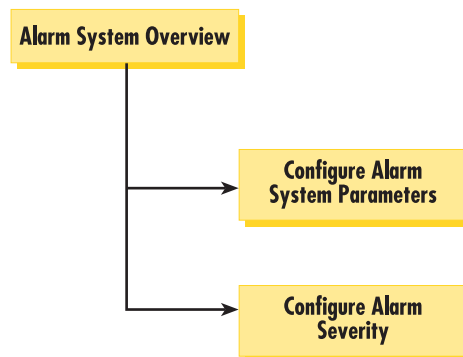 Alarm System Overview
Configure Alarm
System Parameters
Configure Alarm
Severity